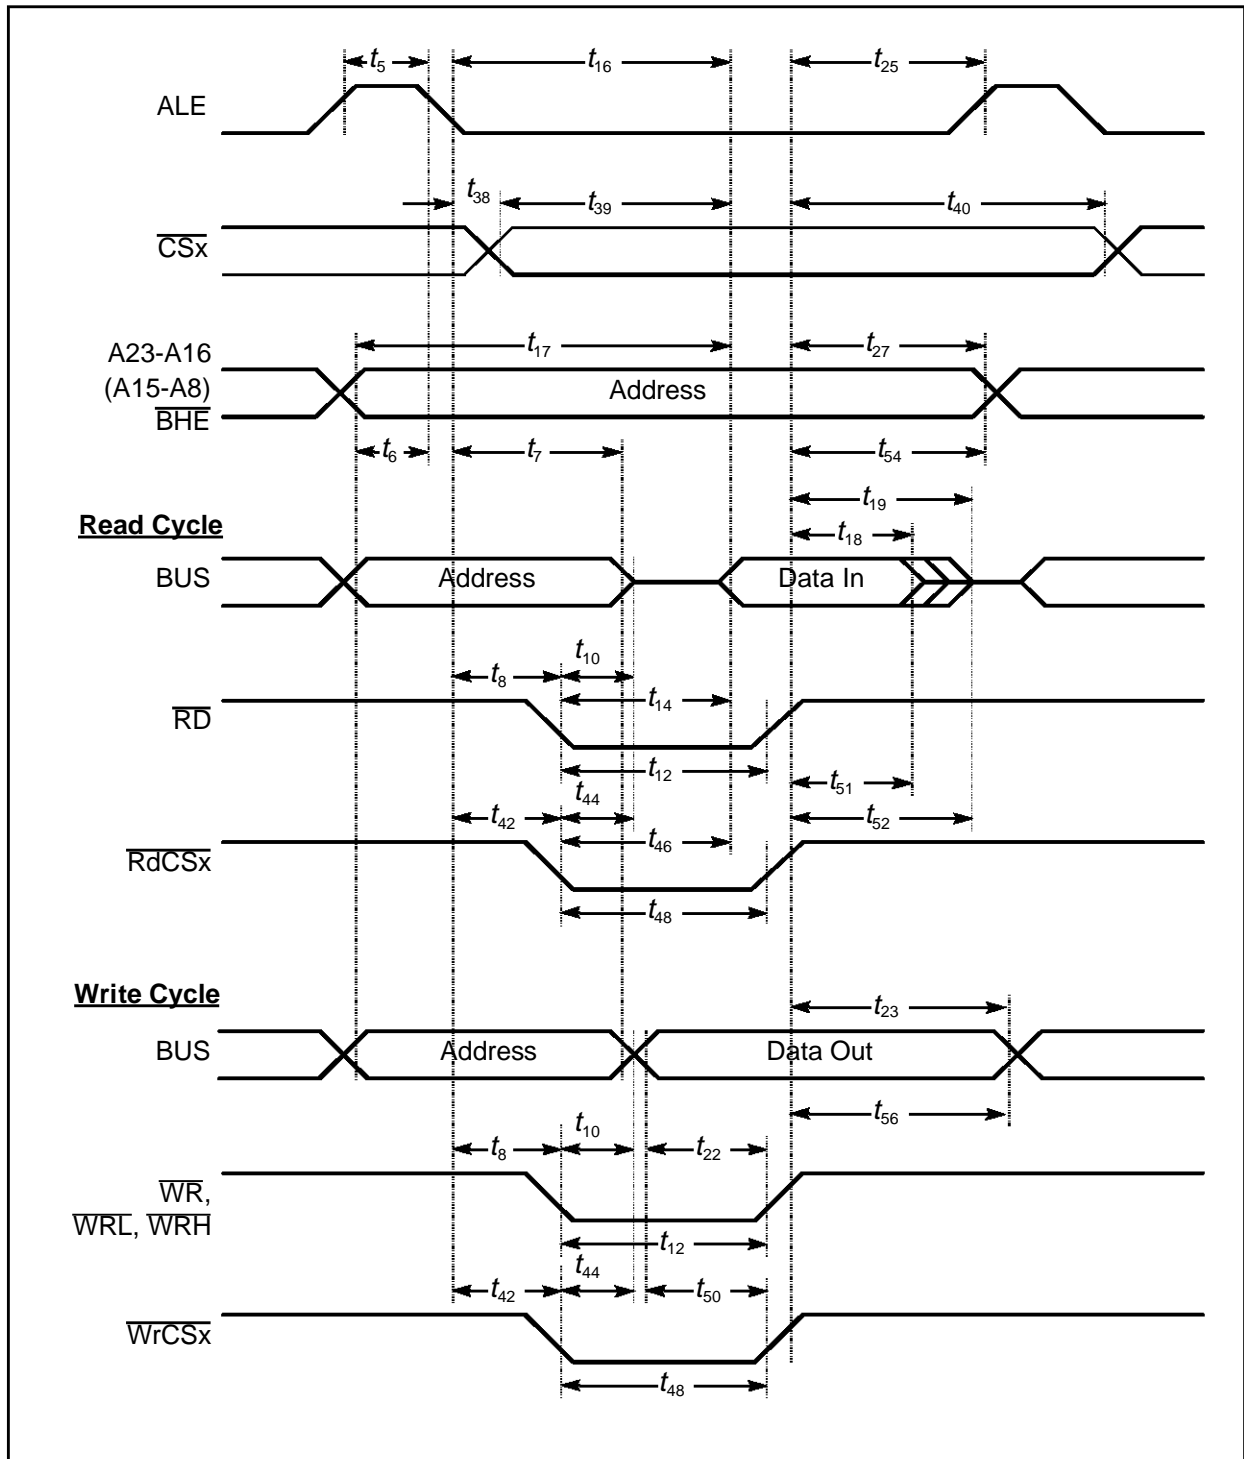 t5 t16 t25
ALE
t38 t39 t40
CSx
t17 t27
A23-A16
(A15-A8)
BHE
Address
t6 t7 t54
t19
Read Cycle
t18
BUS Address Data In
t10
t8
t14
RD
t12
t51
t44
t42
t52
t46
RdCSx
t48
Write Cycle
t23
BUS Address Data Out
t56
t10
t8 t22
WR,
WRL, WRH
t12
t44
t42 t50
WrCSx
t48